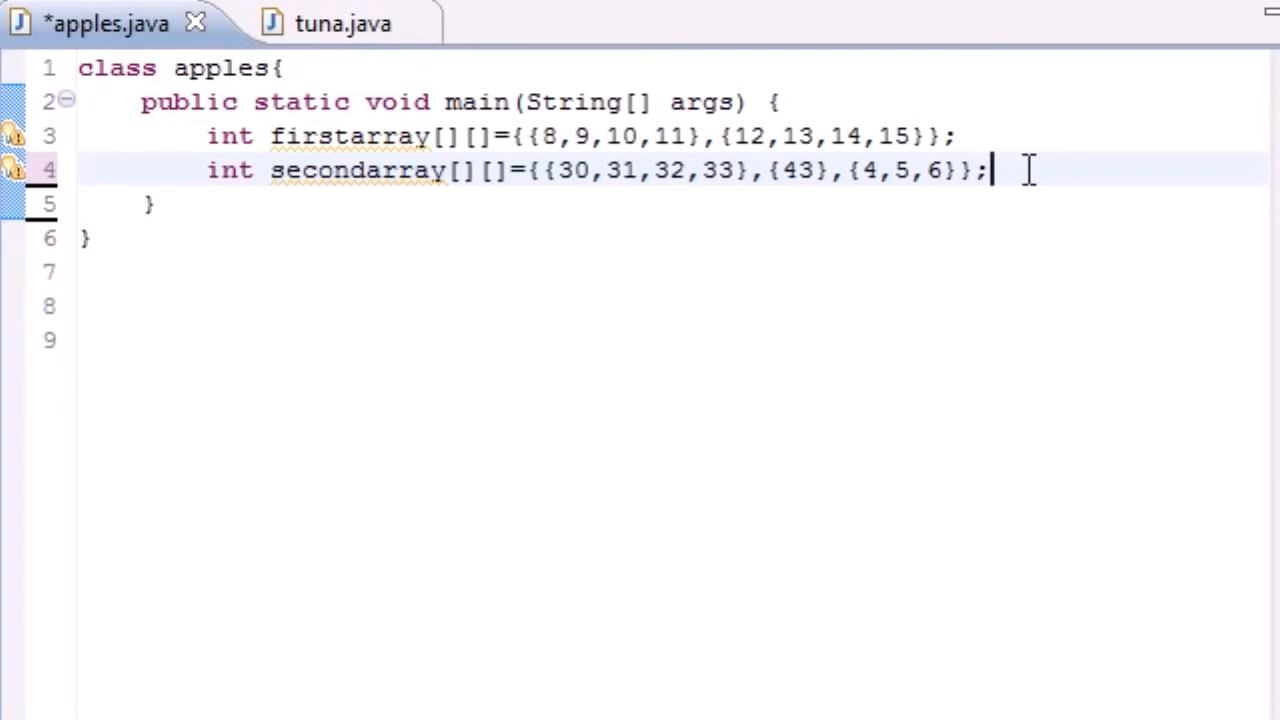 *apples.java tuna.java
1 class apples{
2 public static void main(String[] args) {
3 int firstarray[][]={{8,9,10,11},{12,13,14,15}};
4 int secondarray[][]={{30,31,32,33},{43},{4,5,6}};
5 }
6 }
7
8
9